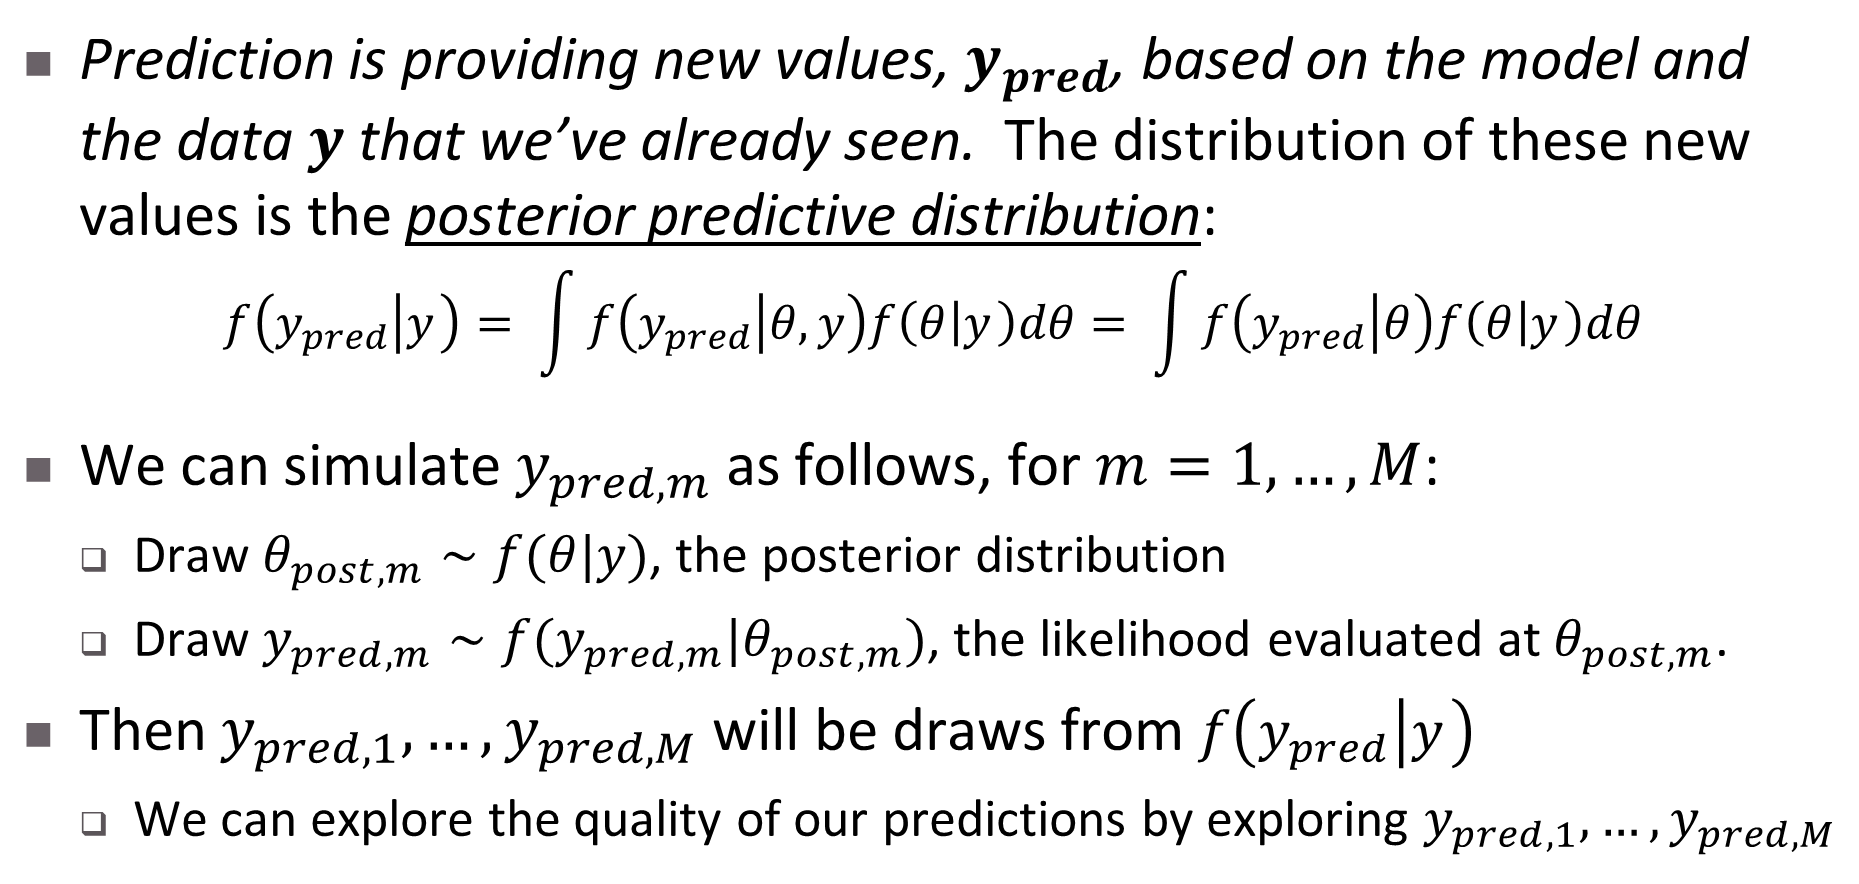 ■ Prediction is providing new values, y_pred, based on the model and
the data y that we've already seen. The distribution of these new
values is the posterior predictive distribution:
f(y_pred|y) = ∫ f(y_pred|θ, y)f(θ|y)dθ = ∫ f(y_pred|θ)f(θ|y)dθ
■ We can simulate y_pred,m as follows, for m = 1, … , M:
❑ Draw θ_post,m ~ f(θ|y), the posterior distribution
❑ Draw y_pred,m ~ f(y_pred,m|θ_post,m), the likelihood evaluated at θ_post,m.
■ Then y_pred,1, … , y_pred,M will be draws from f(y_pred|y)
❑ We can explore the quality of our predictions by exploring y_pred,1, … , y_pred,M